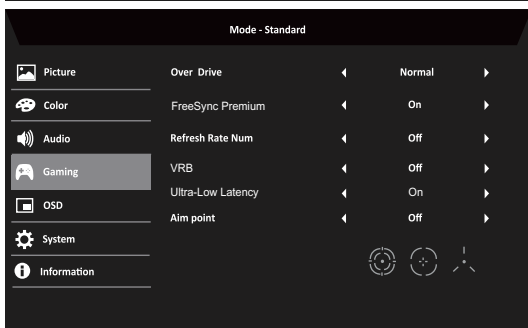 Mode - Standard
Picture
Over Drive Normal
Color
FreeSync Premium On
Audio
Refresh Rate Num Off
Gaming
VRB Off
Ultra-Low Latency On
OSD
Aim point Off
System
Information